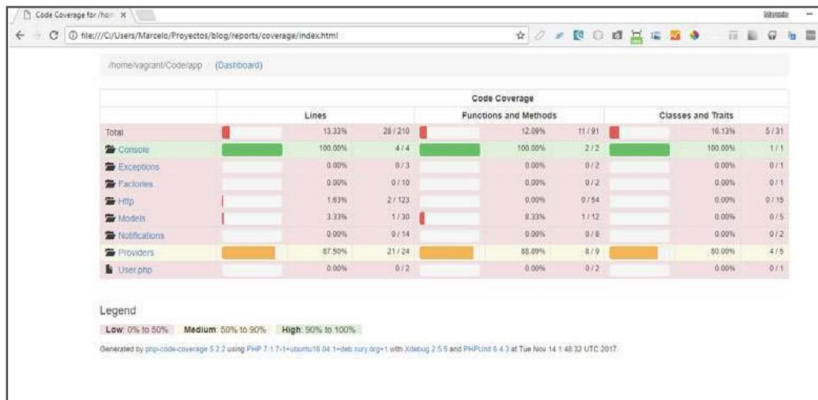 Code Coverage for /hom
file:///C:/Users/Marcelo/Proyectos/blog/reports/coverage/index.html
/home/vagrant/Code/app / (Dashboard)
Code Coverage
Lines Functions and Methods Classes and Traits
Total 13.33% 28 / 210 12.09% 11 / 91 16.13% 5 / 31
Console 100.00% 4 / 4 100.00% 2 / 2 100.00% 1 / 1
Exceptions 0.00% 0 / 3 0.00% 0 / 2 0.00% 0 / 1
Factories 0.00% 0 / 10 0.00% 0 / 2 0.00% 0 / 1
Http 1.63% 2 / 123 0.00% 0 / 54 0.00% 0 / 15
Models 3.33% 1 / 30 8.33% 1 / 12 0.00% 0 / 5
Notifications 0.00% 0 / 14 0.00% 0 / 8 0.00% 0 / 2
Providers 87.50% 21 / 24 88.89% 8 / 9 80.00% 4 / 5
User.php 0.00% 0 / 2 0.00% 0 / 2 0.00% 0 / 1
Legend
Low: 0% to 50% Medium: 50% to 90% High: 90% to 100%
Generated by php-code-coverage 5.2.2 using PHP 7.1.7-1+ubuntu16.04.1+deb.sury.org+1 with Xdebug 2.5.5 and PHPUnit 6.4.3 at Tue Nov 14 1:48:32 UTC 2017.